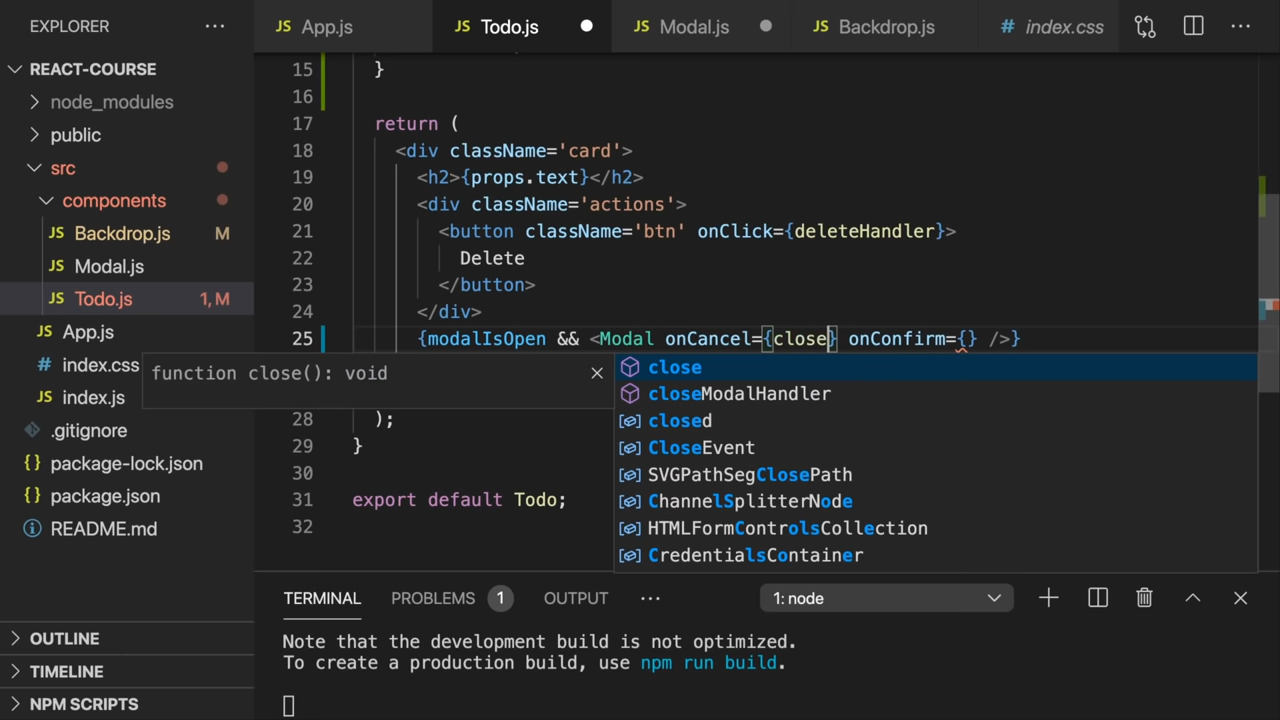 EXPLORER ···
REACT-COURSE
node_modules
public
src
components
JS Backdrop.js M
JS Modal.js
JS Todo.js 1, M
JS App.js
# index.css
JS index.js
.gitignore
{} package-lock.json
{} package.json
README.md
OUTLINE
TIMELINE
NPM SCRIPTS
JS App.js JS Todo.js JS Modal.js JS Backdrop.js # index.css ···
15 }
16
17 return (
18 <div className='card'>
19 <h2>{props.text}</h2>
20 <div className='actions'>
21 <button className='btn' onClick={deleteHandler}>
22 Delete
23 </button>
24 </div>
25 {modalIsOpen && <Modal onCancel={close} onConfirm={} />}
function close(): void
close
closeModalHandler
closed
CloseEvent
SVGPathSegClosePath
ChannelSplitterNode
HTMLFormControlsCollection
CredentialsContainer
28 );
29 }
30
31 export default Todo;
32
TERMINAL PROBLEMS 1 OUTPUT ··· 1: node
Note that the development build is not optimized.
To create a production build, use npm run build.